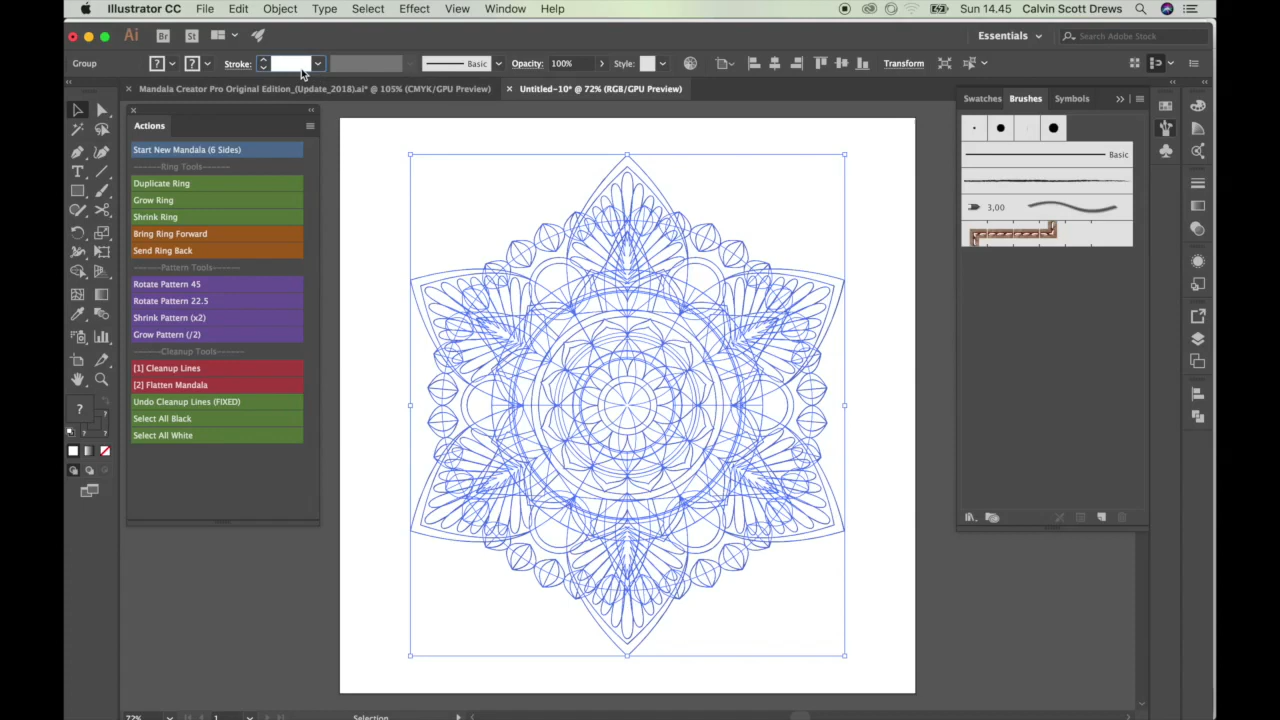 Illustrator CC File Edit Object Type Select Effect View Window Help Sun 14.45 Calvin Scott Drews
Ai Br St Essentials Search Adobe Stock
Group ? ? Stroke: Basic Opacity: 100% Style: Transform
× Mandala Creator Pro Original Edition_(Update_2018).ai* @ 105% (CMYK/GPU Preview) × Untitled-10* @ 72% (RGB/GPU Preview)
Actions
Start New Mandala (6 Sides)
--------Ring Tools--------
Duplicate Ring
Grow Ring
Shrink Ring
Bring Ring Forward
Send Ring Back
--------Pattern Tools--------
Rotate Pattern 45
Rotate Pattern 22.5
Shrink Pattern (x2)
Grow Pattern (/2)
--------Cleanup Tools--------
[1] Cleanup Lines
[2] Flatten Mandala
Undo Cleanup Lines (FIXED)
Select All Black
Select All White
Swatches Brushes Symbols
Basic
3,00
?
72% 1 Selection